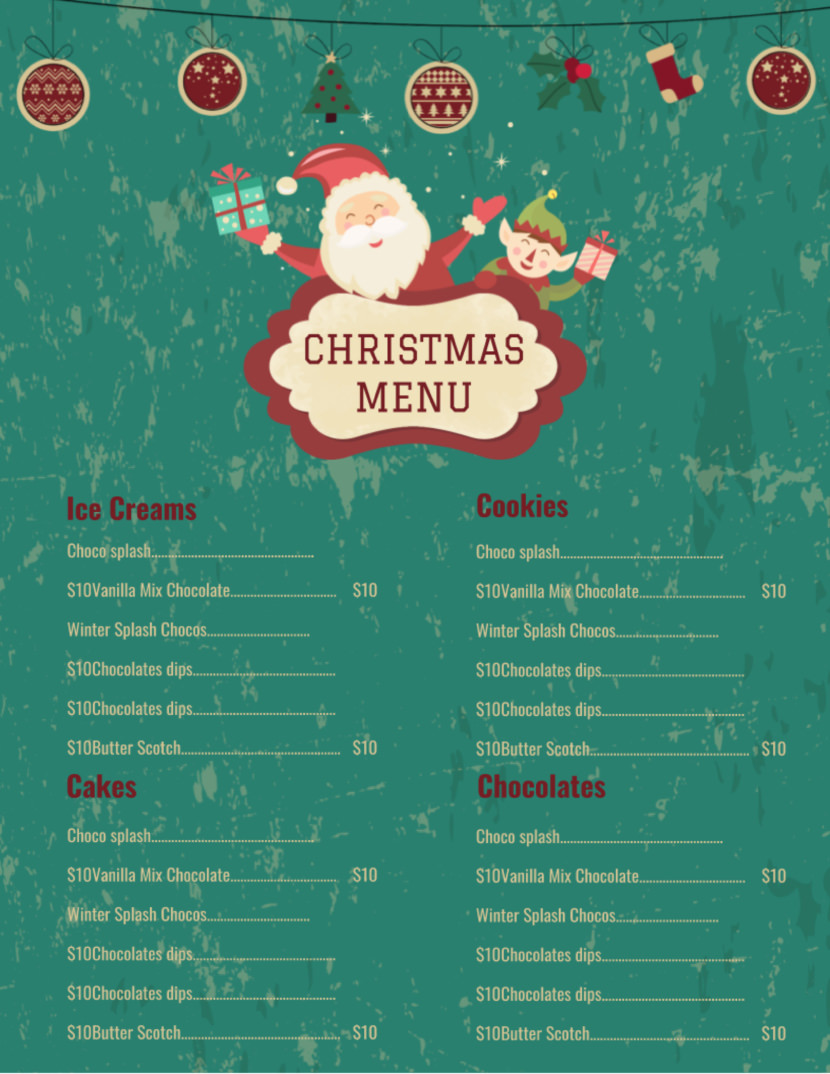 CHRISTMAS
MENU
Ice Creams
Choco splash..........................................................
$10Vanilla Mix Chocolate...................................... $10
Winter Splash Chocos.....................................
$10Chocolates dips...................................................
$10Chocolates dips...................................................
$10Butter Scotch......................................................... $10
Cakes
Choco splash..........................................................
$10Vanilla Mix Chocolate...................................... $10
Winter Splash Chocos.....................................
$10Chocolates dips...................................................
$10Chocolates dips...................................................
$10Butter Scotch......................................................... $10
Cookies
Choco splash..........................................................
$10Vanilla Mix Chocolate...................................... $10
Winter Splash Chocos.....................................
$10Chocolates dips...................................................
$10Chocolates dips...................................................
$10Butter Scotch......................................................... $10
Chocolates
Choco splash..........................................................
$10Vanilla Mix Chocolate...................................... $10
Winter Splash Chocos.....................................
$10Chocolates dips...................................................
$10Chocolates dips...................................................
$10Butter Scotch......................................................... $10